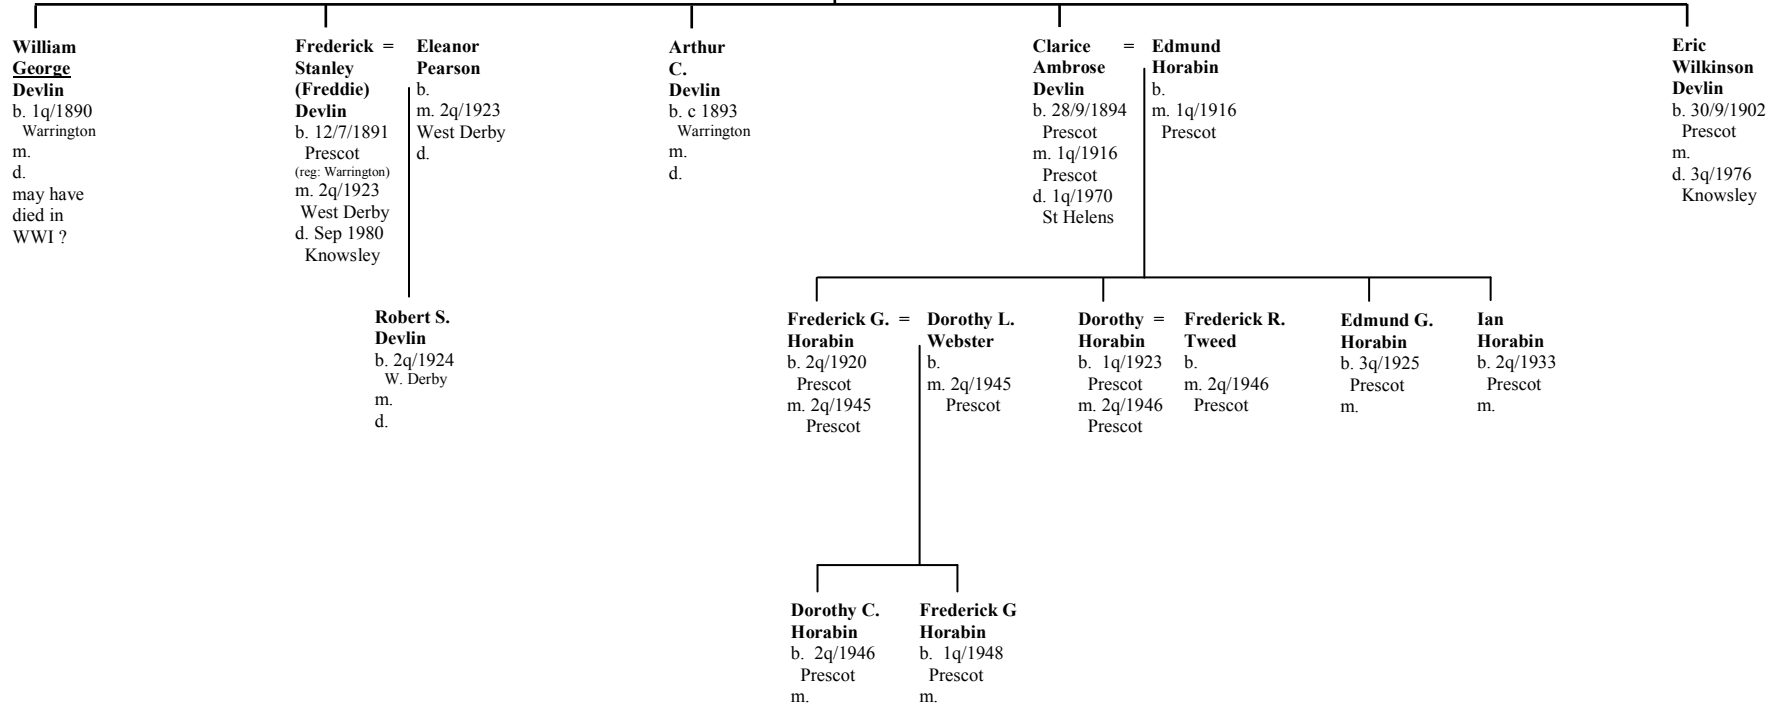 William
George
Devlin
b. 1q/1890
Warrington
m.
d.
may have
died in
WWI ?
Frederick =
Stanley
(Freddie)
Devlin
b. 12/7/1891
Prescot
(reg: Warrington)
m. 2q/1923
West Derby
d. Sep 1980
Knowsley
Eleanor
Pearson
b.
m. 2q/1923
West Derby
d.
Arthur
C.
Devlin
b. c 1893
Warrington
m.
d.
Clarice =
Ambrose
Devlin
b. 28/9/1894
Prescot
m. 1q/1916
Prescot
d. 1q/1970
St Helens
Edmund
Horabin
b.
m. 1q/1916
Prescot
Eric
Wilkinson
Devlin
b. 30/9/1902
Prescot
m.
d. 3q/1976
Knowsley
Robert S.
Devlin
b. 2q/1924
W. Derby
m.
d.
Frederick G. =
Horabin
b. 2q/1920
Prescot
m. 2q/1945
Prescot
Dorothy L.
Webster
b.
m. 2q/1945
Prescot
Dorothy =
Horabin
b. 1q/1923
Prescot
m. 2q/1946
Prescot
Frederick R.
Tweed
b.
m. 2q/1946
Prescot
Edmund G.
Horabin
b. 3q/1925
Prescot
m.
Ian
Horabin
b. 2q/1933
Prescot
m.
Dorothy C.
Horabin
b. 2q/1946
Prescot
m.
Frederick G
Horabin
b. 1q/1948
Prescot
m.